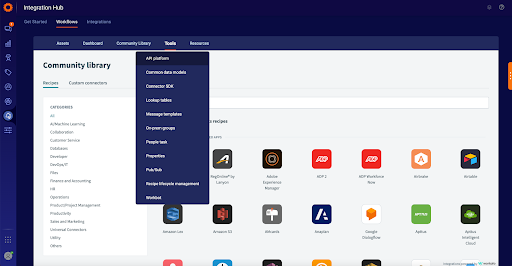 Integration Hub
Get Started Workflows Integrations
Assets Dashboard Community Library Tools Resources
Community library
Recipes Custom connectors
API platform
Common data models
Connector SDK
Lookup tables
Message templates
On-prem groups
People task
Properties
Pub/Sub
Recipe lifecycle management
Workbot
CATEGORIES
All
AI/Machine Learning
Collaboration
Customer Service
Databases
Developer
DevOps/IT
Files
Finance and Accounting
HR
Operations
Product/Project Management
Productivity
Sales and Marketing
Universal Connectors
Utility
Others
recipes
RegOnline® by Lanyon
Adobe Experience Manager
ADP 2
ADP Workforce Now
Airbrake
Airtable
Amazon Lex
Amazon S3
Anaplan
Google Dialogflow
APTTUS
Apttus
Apttus Intelligent Cloud